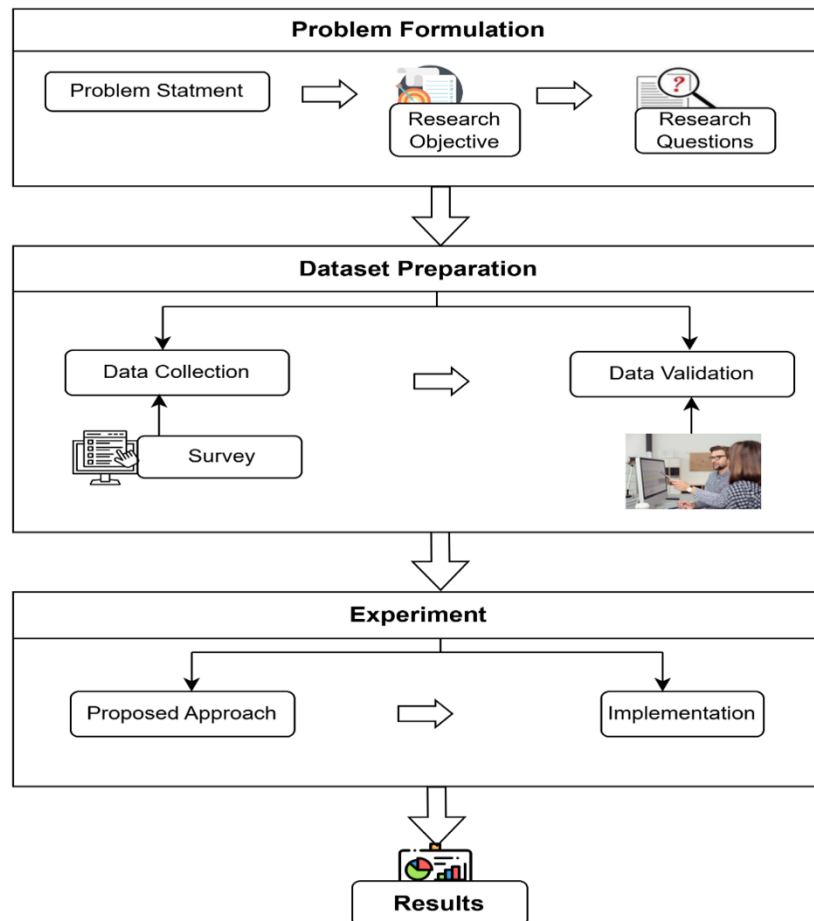 Problem Formulation
Problem Statment
Research
Objective
?
Research
Questions
Dataset Preparation
Data Collection
Data Validation
Survey
Experiment
Proposed Approach
Implementation
Results